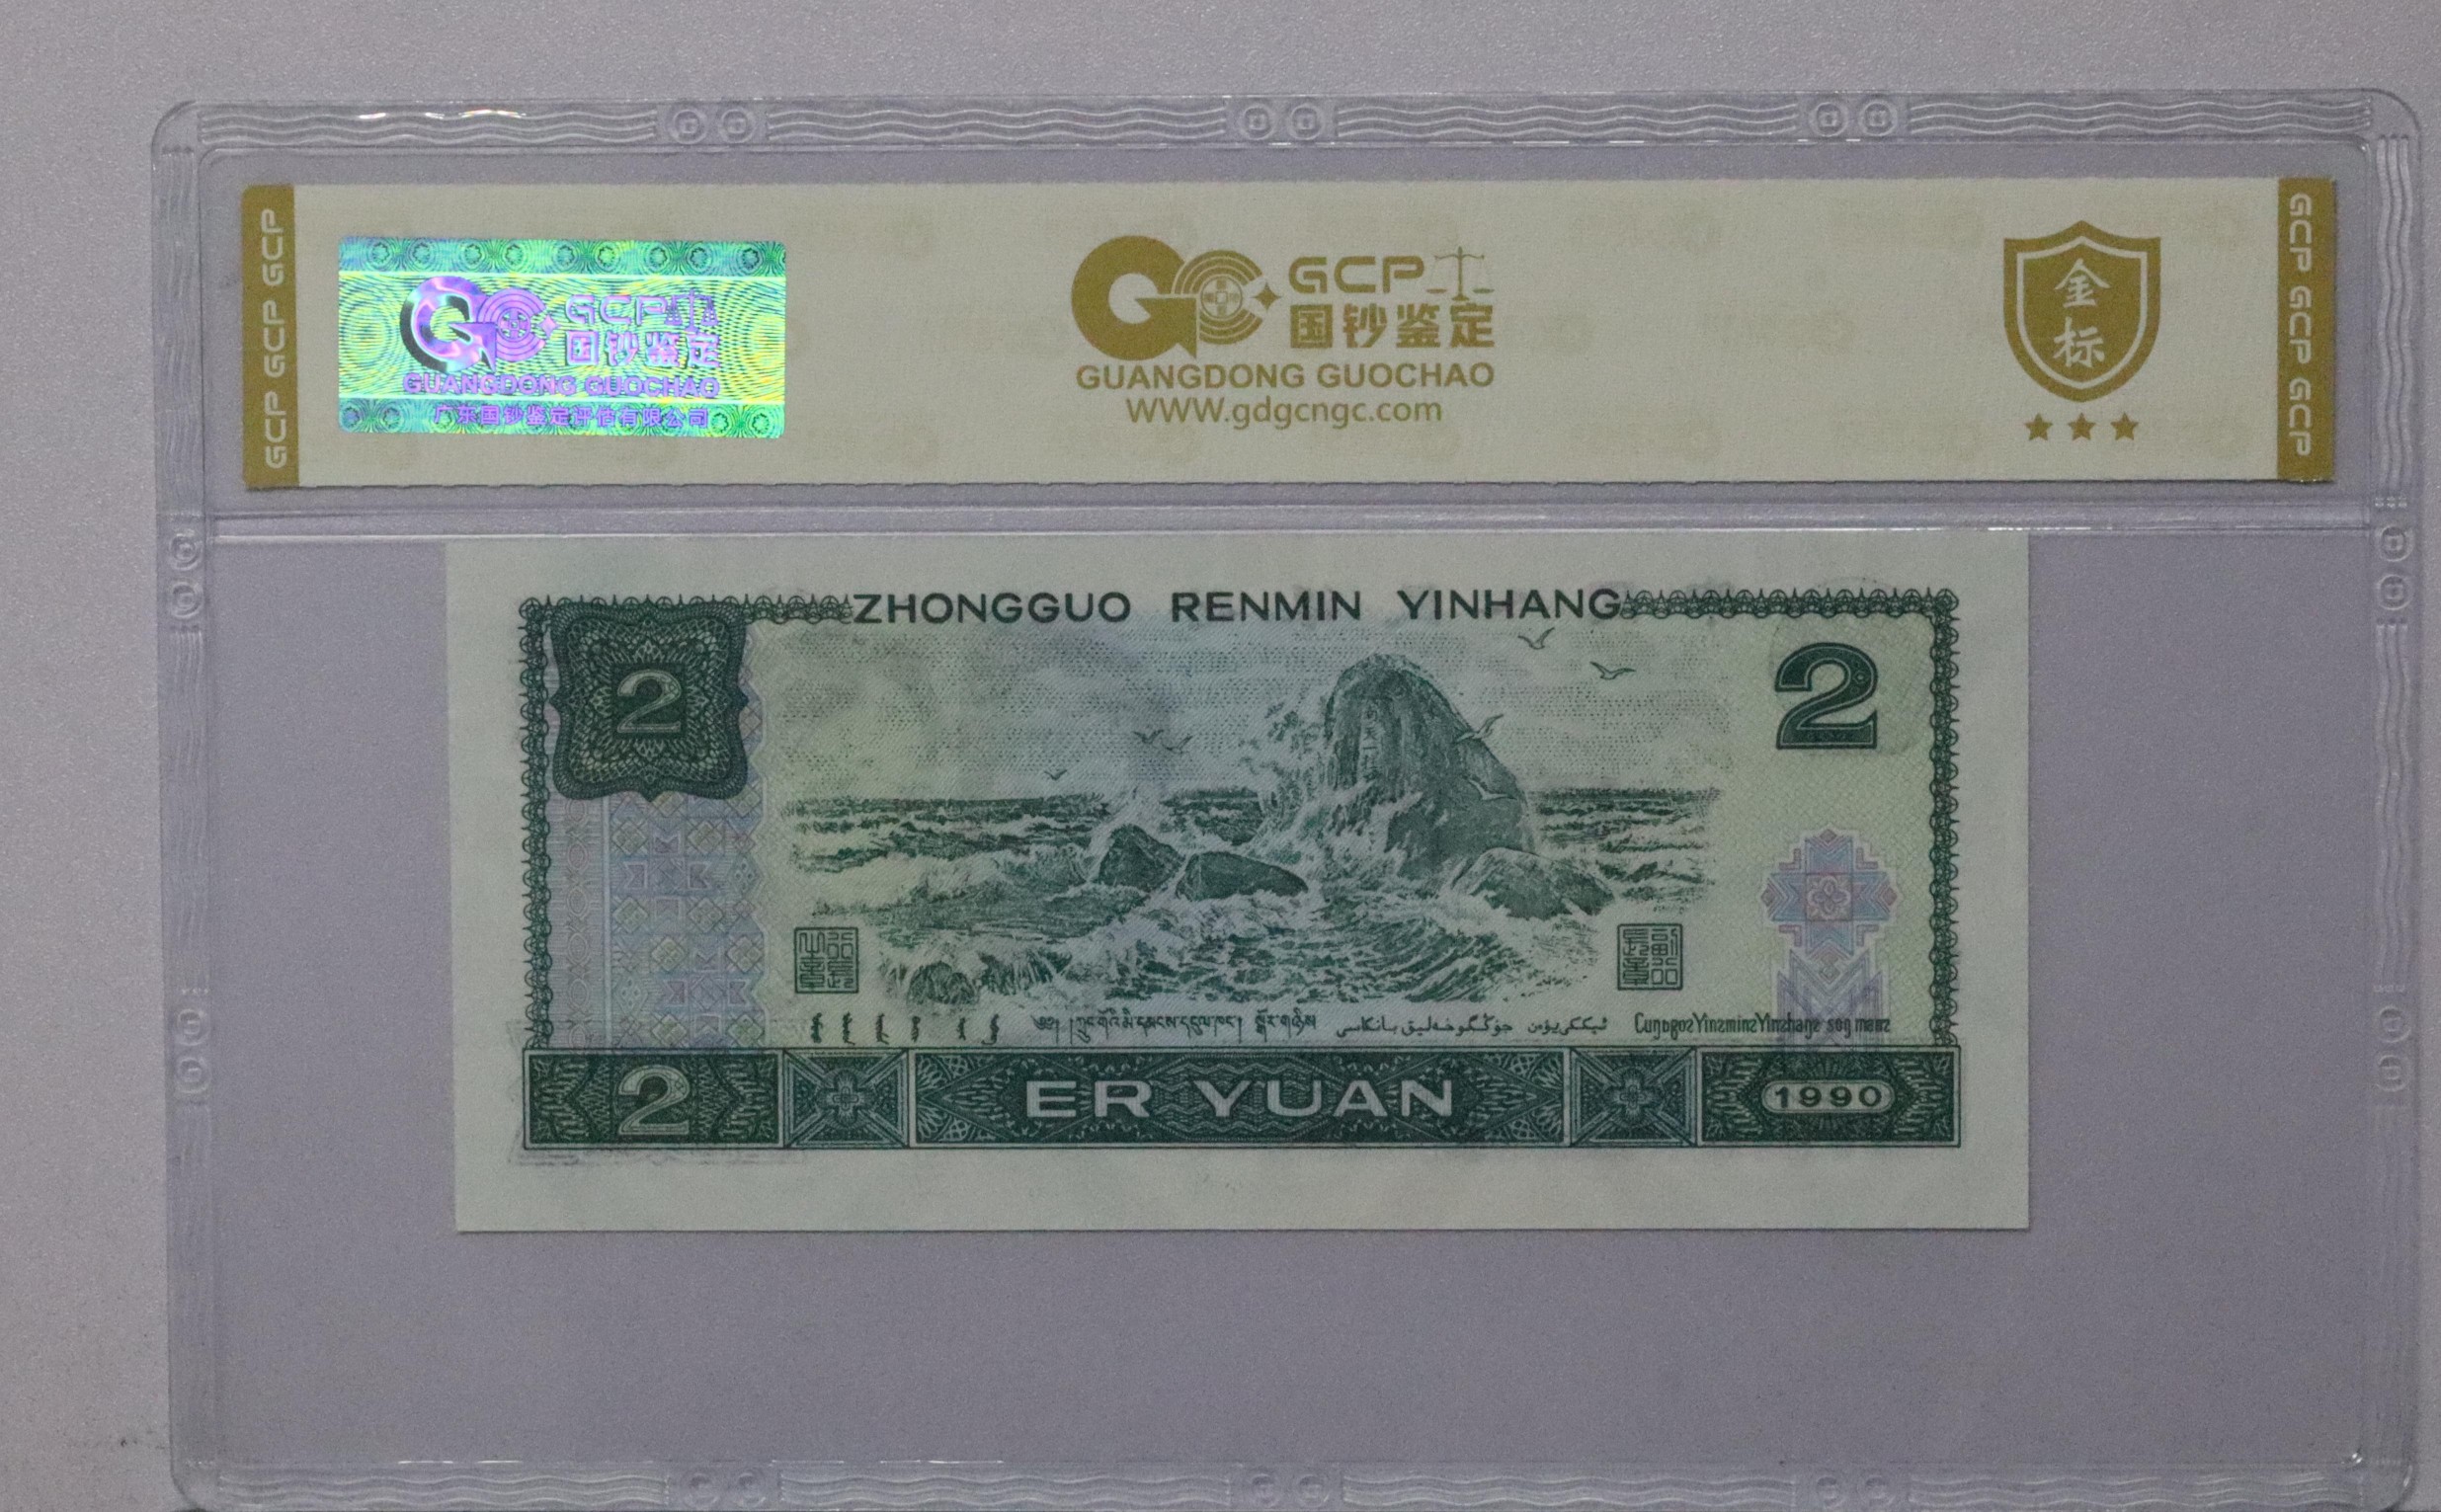 GCP GCP GCP
GCP
国钞鉴定
GUANGDONG GUOCHAO
广东国钞鉴定评估有限公司
GCP
国钞鉴定
GUANGDONG GUOCHAO
WWW.gdgcngc.com
金
标
GCP GCP GCP
ZHONGGUO RENMIN YINHANG
2
2
2
ER YUAN
1990